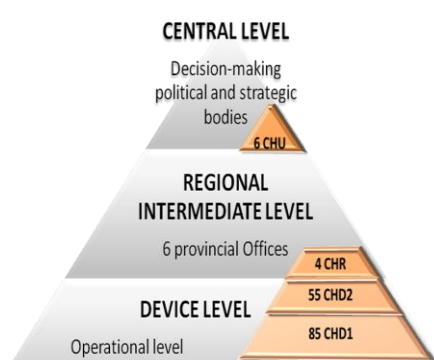 CENTRAL LEVEL
Decision-making
political and strategic
bodies
6 CHU
REGIONAL
INTERMEDIATE LEVEL
6 provincial Offices
4 CHR
55 CHD2
DEVICE LEVEL
85 CHD1
Operational level